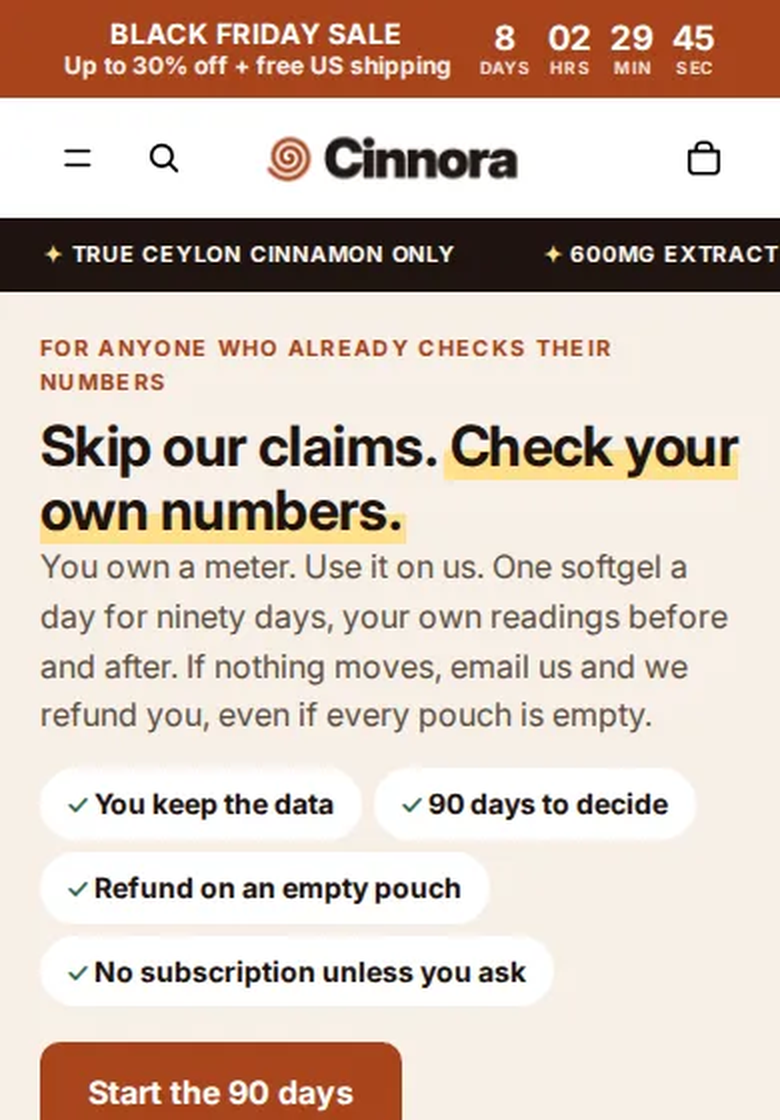 BLACK FRIDAY SALE
Up to 30% off + free US shipping
8 02 29 45
DAYS HRS MIN SEC
Cinnora
✦ TRUE CEYLON CINNAMON ONLY ✦ 600MG EXTRACT
FOR ANYONE WHO ALREADY CHECKS THEIR
NUMBERS
Skip our claims. Check your
own numbers.
You own a meter. Use it on us. One softgel a
day for ninety days, your own readings before
and after. If nothing moves, email us and we
refund you, even if every pouch is empty.
✓ You keep the data ✓ 90 days to decide
✓ Refund on an empty pouch
✓ No subscription unless you ask
Start the 90 days